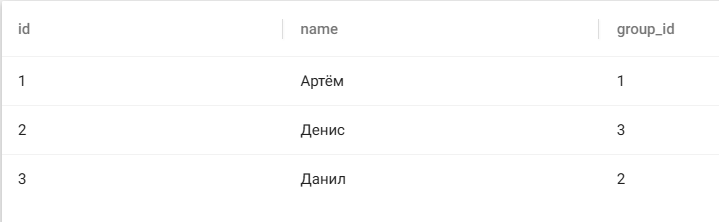 id name group_id
1 Артём 1
2 Денис 3
3 Данил 2